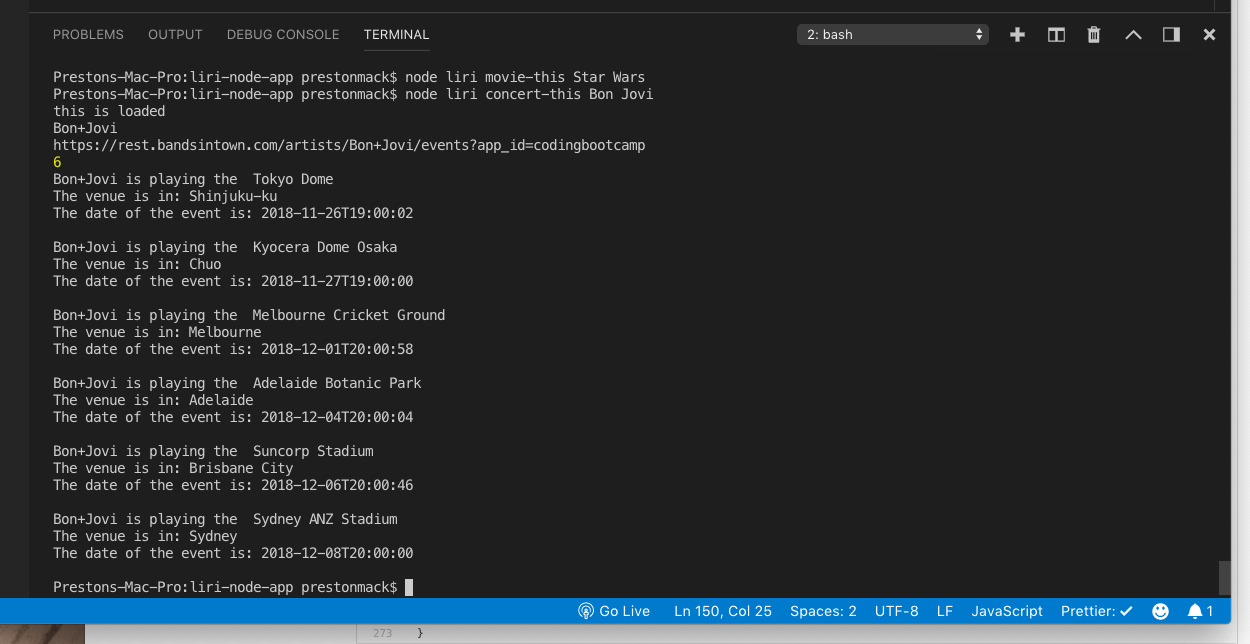 PROBLEMS OUTPUT DEBUG CONSOLE TERMINAL 2: bash
Prestons-Mac-Pro:liri-node-app prestonmack$ node liri movie-this Star Wars
Prestons-Mac-Pro:liri-node-app prestonmack$ node liri concert-this Bon Jovi
this is loaded
Bon+Jovi
https://rest.bandsintown.com/artists/Bon+Jovi/events?app_id=codingbootcamp
6
Bon+Jovi is playing the  Tokyo Dome
The venue is in: Shinjuku-ku
The date of the event is: 2018-11-26T19:00:02
Bon+Jovi is playing the  Kyocera Dome Osaka
The venue is in: Chuo
The date of the event is: 2018-11-27T19:00:00
Bon+Jovi is playing the  Melbourne Cricket Ground
The venue is in: Melbourne
The date of the event is: 2018-12-01T20:00:58
Bon+Jovi is playing the  Adelaide Botanic Park
The venue is in: Adelaide
The date of the event is: 2018-12-04T20:00:04
Bon+Jovi is playing the  Suncorp Stadium
The venue is in: Brisbane City
The date of the event is: 2018-12-06T20:00:46
Bon+Jovi is playing the  Sydney ANZ Stadium
The venue is in: Sydney
The date of the event is: 2018-12-08T20:00:00
Prestons-Mac-Pro:liri-node-app prestonmack$
Go Live Ln 150, Col 25 Spaces: 2 UTF-8 LF JavaScript Prettier: ✓ 1
273 }